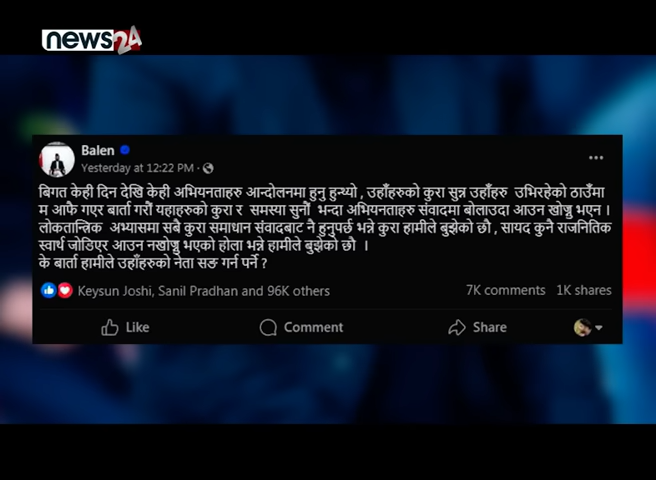 news24
Balen
Yesterday at 12:22 PM ·
बिगत केही दिन देखि केही अभियनताहरु आन्दोलनमा हुनु हुन्थ्यो , उहाँहरुको कुरा सुन्न उहाँहरु उभिरहेको ठाउँमा
म आफै गएर बार्ता गरौं यहाहरुको कुरा र समस्या सुनौं भन्दा अभियनताहरु संवादमा बोलाउदा आउन खोज्नु भएन ।
लोकतान्त्रिक अभ्यासमा सबै कुरा समाधान संवादबाट नै हुनुपर्छ भन्ने कुरा हामीले बुझेको छौ , सायद कुनै राजनितिक
स्वार्थ जोडिएर आउन नखोज्नु भएको होला भन्ने हामीले बुझेको छौ ।
के बार्ता हामीले उहाँहरुको नेता सङ गर्न पर्ने ?
Keysun Joshi, Sanil Pradhan and 96K others 7K comments 1K shares
Like Comment Share